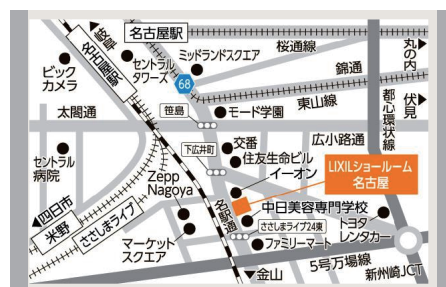 名古屋駅
▲岐阜
名古屋駅
ミッドランドスクエア
桜通線
丸の内▶
ビック
カメラ
セントラル
タワーズ
68
錦通
笹島
モード学園
東山線
伏見▶
太閤通
都心環状線
交番
広小路通
下広井町
住友生命ビル
セントラル
病院
イーオン
LIXILショールーム
名古屋
Zepp
Nagoya
名駅通
中日美容専門学校
◀四日市
米野
ささしまライブ
ささしまライブ24東
トヨタ
レンタカー
マーケット
スクエア
ファミリーマート
▼金山
5号万場線
新州崎JCT